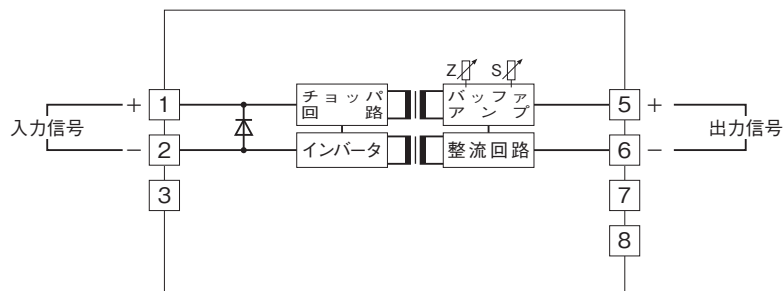 Z S
+ 1 チョッパ回路 バッファアンプ 5 +
入力信号 出力信号
− 2 インバータ 整流回路 6 −
3 7
8